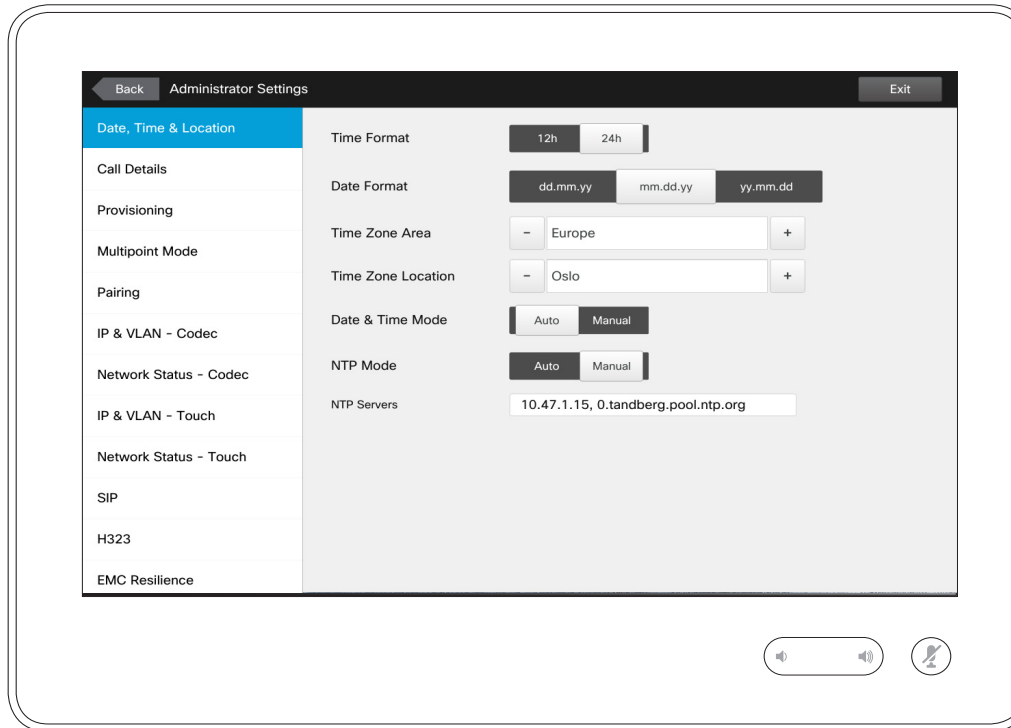 Back Administrator Settings Exit
Date, Time & Location
Call Details
Provisioning
Multipoint Mode
Pairing
IP & VLAN - Codec
Network Status - Codec
IP & VLAN - Touch
Network Status - Touch
SIP
H323
EMC Resilience
Time Format 12h 24h
Date Format dd.mm.yy mm.dd.yy yy.mm.dd
Time Zone Area - Europe +
Time Zone Location - Oslo +
Date & Time Mode Auto Manual
NTP Mode Auto Manual
NTP Servers 10.47.1.15, 0.tandberg.pool.ntp.org